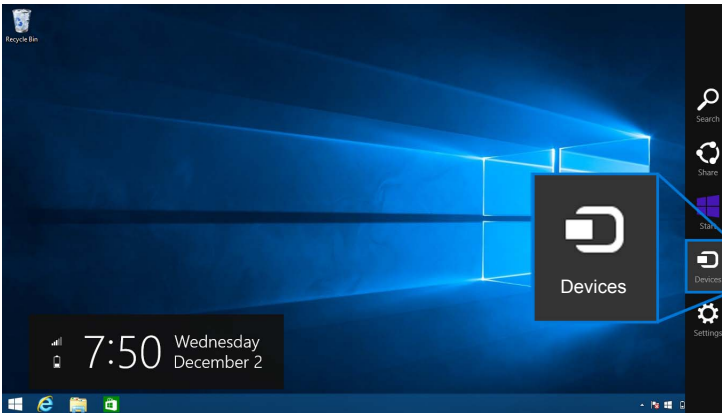 Recycle Bin
Search
Share
Start
Devices
Devices
Settings
7:50
Wednesday
December 2